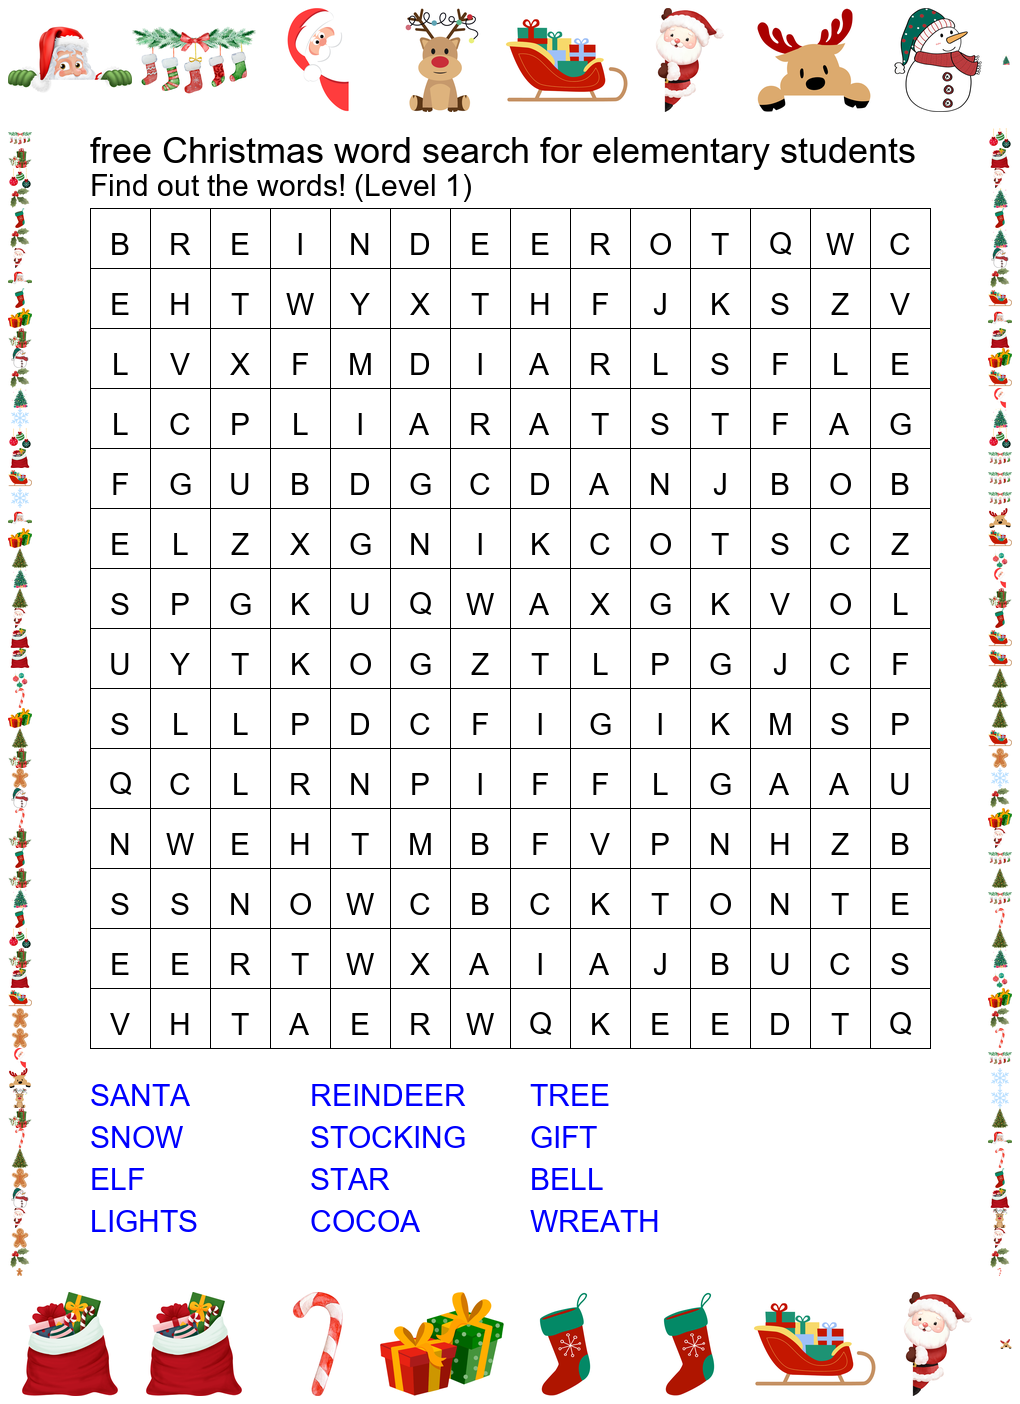 free Christmas word search for elementary students
Find out the words! (Level 1)
B R E I N D E E R O T Q W C
E H T W Y X T H F J K S Z V
L V X F M D I A R L S F L E
L C P L I A R A T S T F A G
F G U B D G C D A N J B O B
E L Z X G N I K C O T S C Z
S P G K U Q W A X G K V O L
U Y T K O G Z T L P G J C F
S L L P D C F I G I K M S P
Q C L R N P I F F L G A A U
N W E H T M B F V P N H Z B
S S N O W C B C K T O N T E
E E R T W X A I A J B U C S
V H T A E R W Q K E E D T Q
SANTA REINDEER TREE
SNOW STOCKING GIFT
ELF STAR BELL
LIGHTS COCOA WREATH